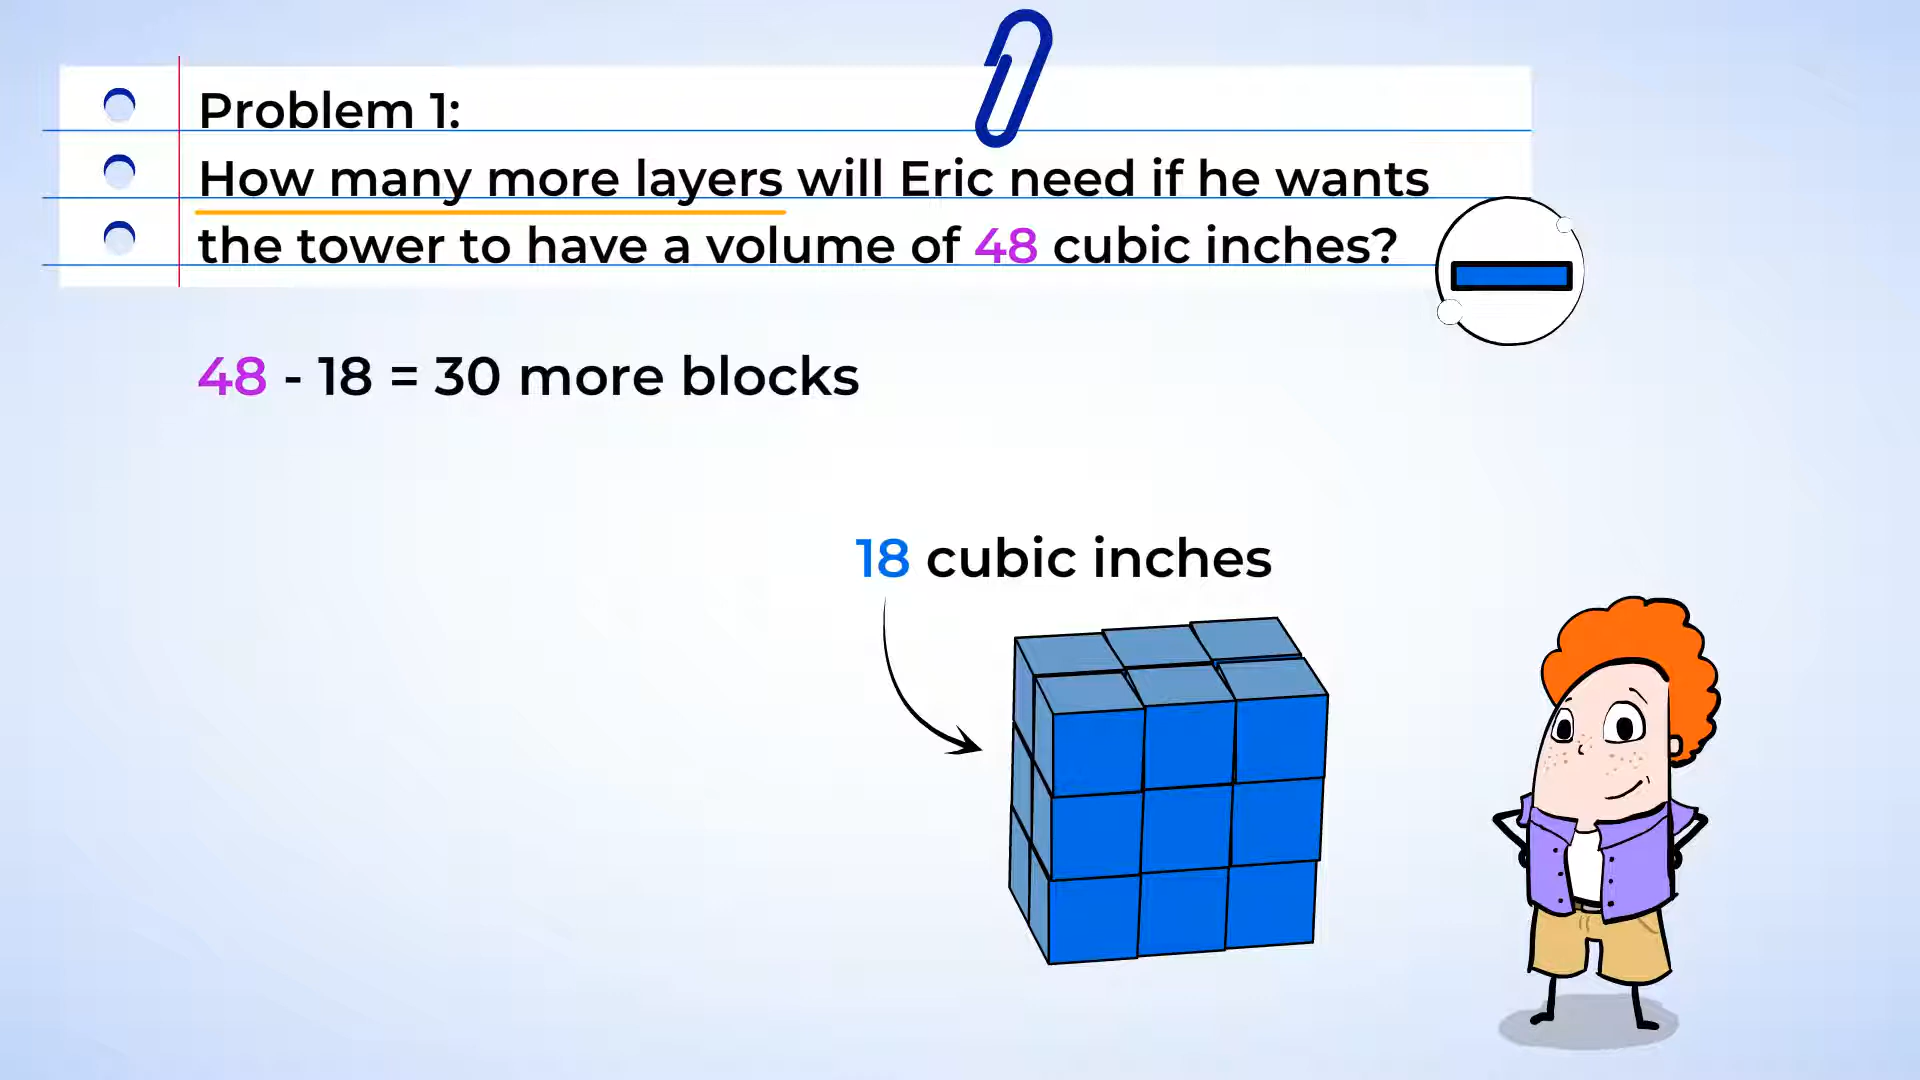 Problem 1:
How many more layers will Eric need if he wants
the tower to have a volume of 48 cubic inches?
48 - 18 = 30 more blocks
18 cubic inches